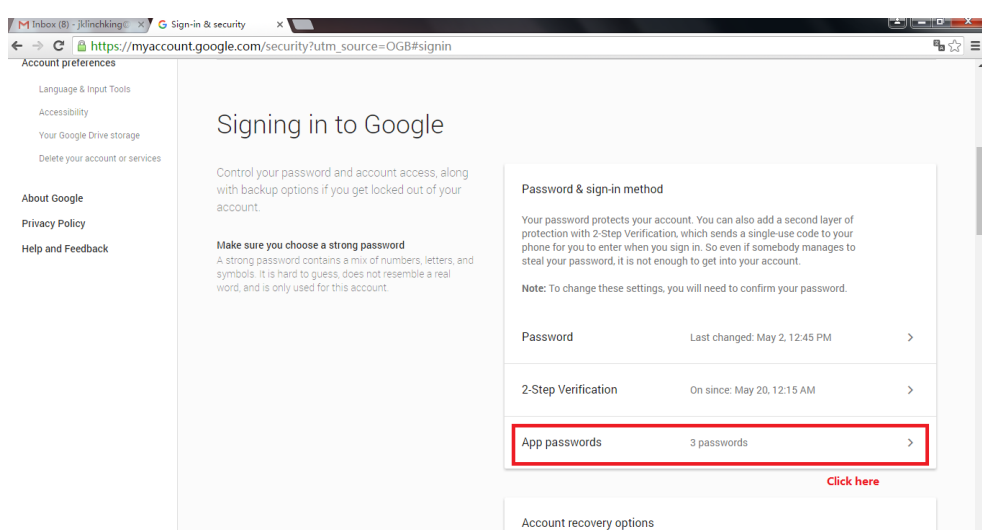 Inbox (8) - jklinchking©
Sign-in & security
https://myaccount.google.com/security?utm_source=OGB#signin
Account preferences
Language & Input Tools
Accessibility
Your Google Drive storage
Delete your account or services
About Google
Privacy Policy
Help and Feedback
Signing in to Google
Control your password and account access, along
with backup options if you get locked out of your
account.
Make sure you choose a strong password
A strong password contains a mix of numbers, letters, and
symbols. It is hard to guess, does not resemble a real
word, and is only used for this account.
Password & sign-in method
Your password protects your account. You can also add a second layer of
protection with 2-Step Verification, which sends a single-use code to your
phone for you to enter when you sign in. So even if somebody manages to
steal your password, it is not enough to get into your account.
Note: To change these settings, you will need to confirm your password.
Password Last changed: May 2, 12:45 PM
2-Step Verification On since: May 20, 12:15 AM
App passwords 3 passwords
Click here
Account recovery options